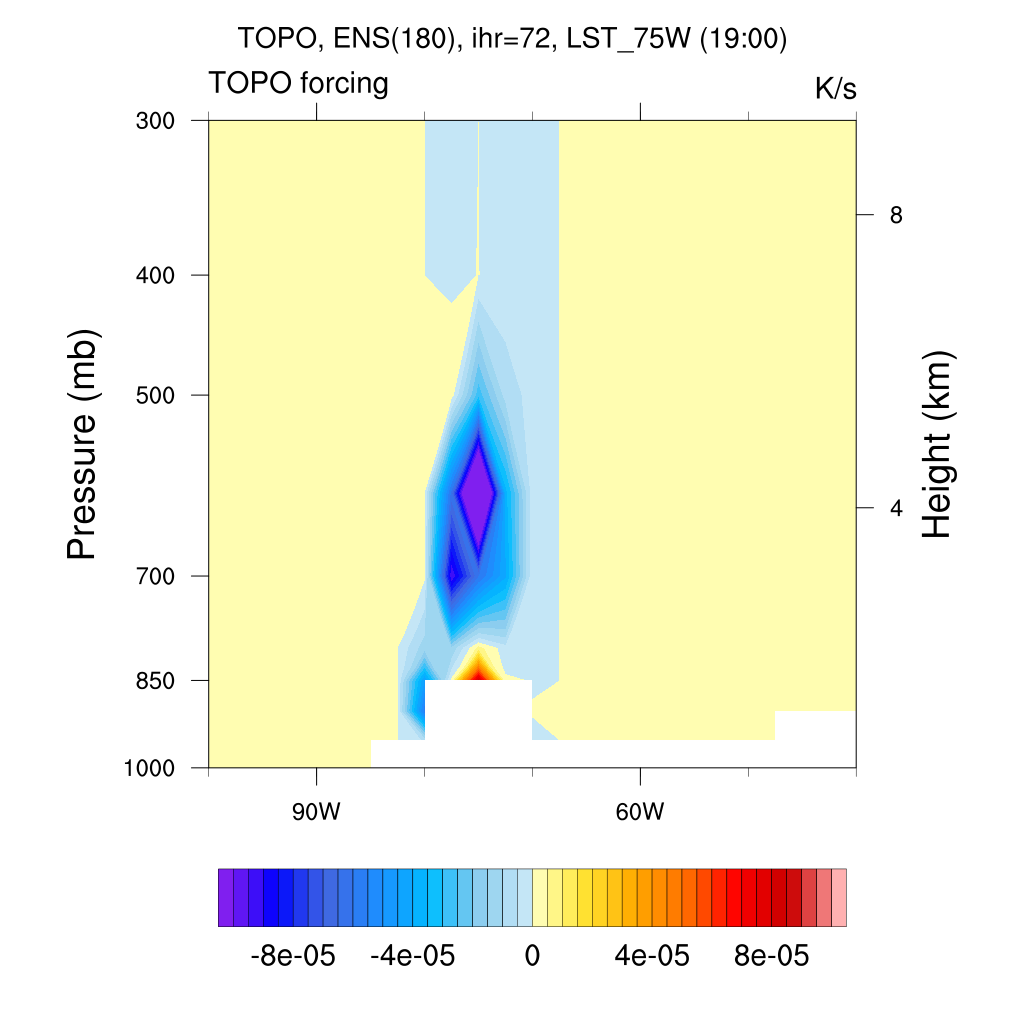 TOPO, ENS(180), ihr=72, LST_75W (19:00)
TOPO forcing
K/s
300
400
500
700
850
1000
Pressure (mb)
8
4
Height (km)
90W
60W
-8e-05
-4e-05
0
4e-05
8e-05